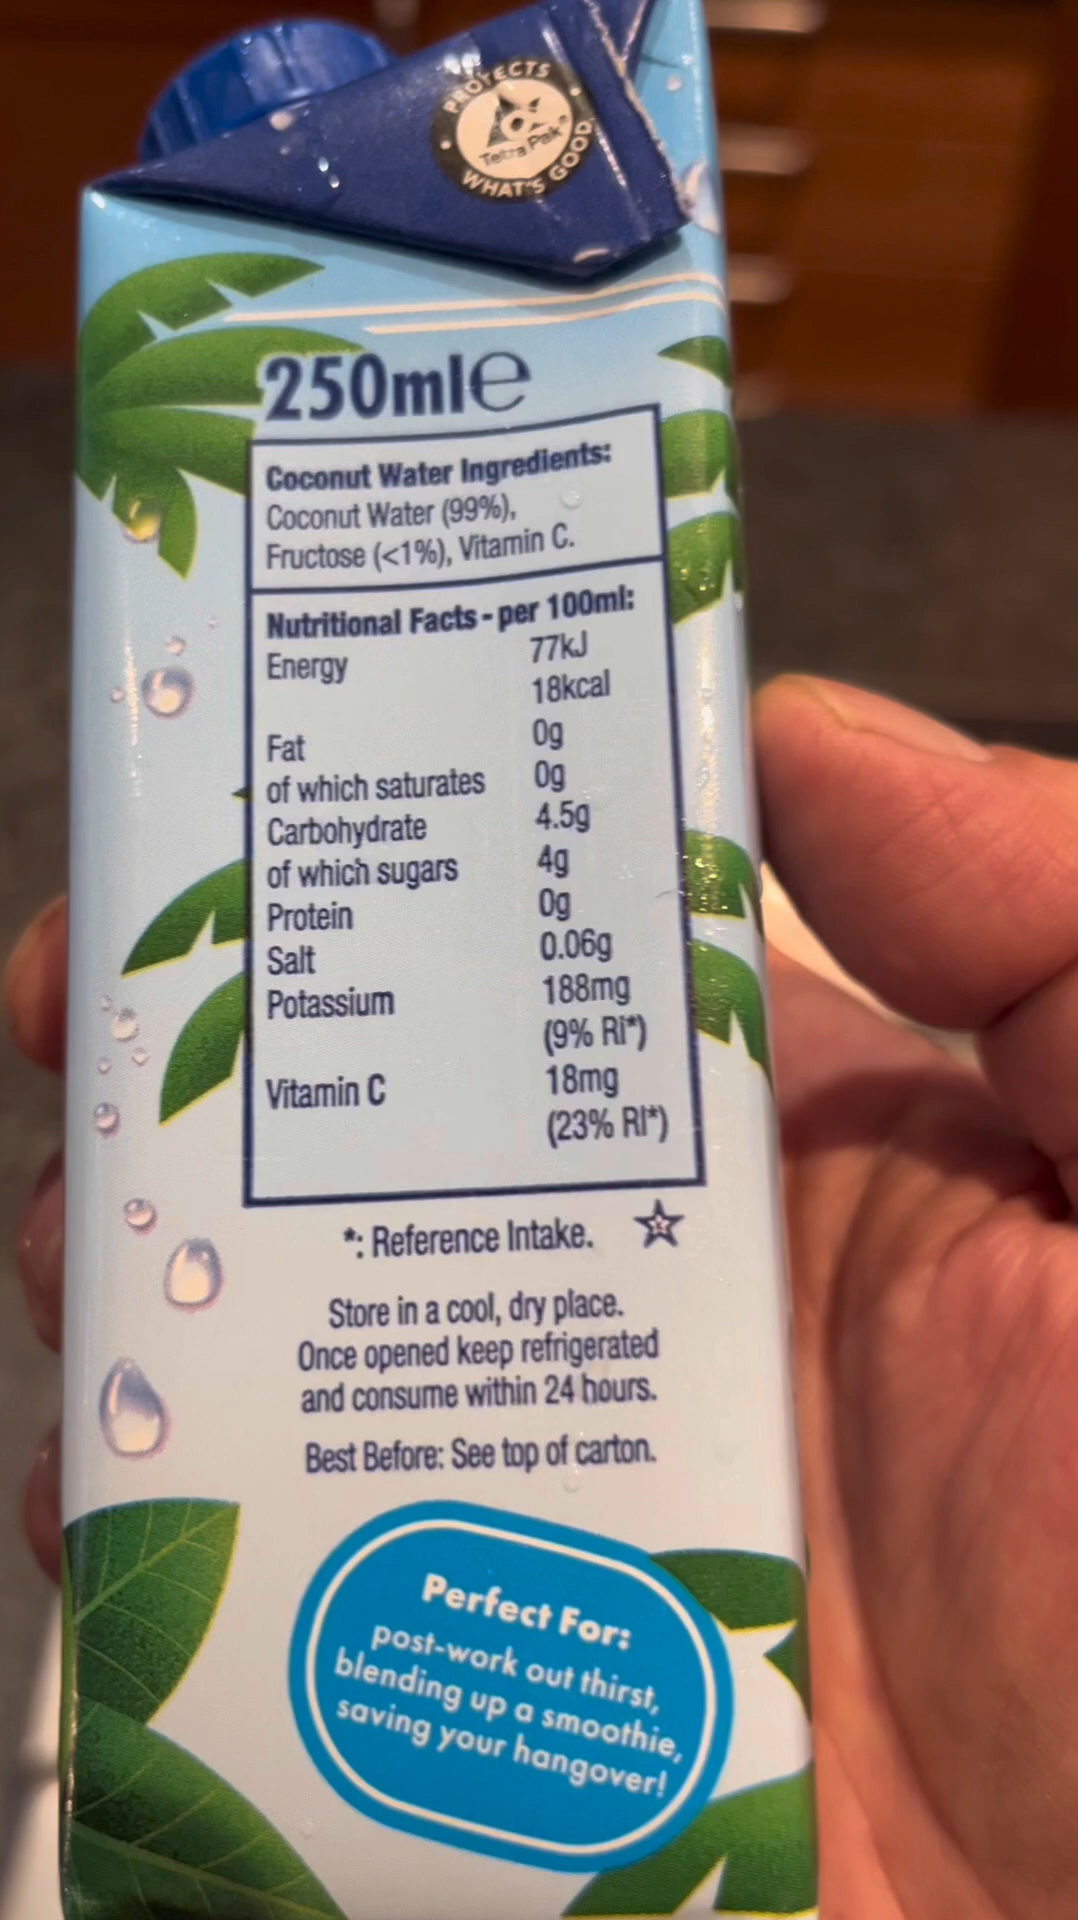 PROTECTS
Tetra Pak
WHAT'S GOOD
250ml℮
Coconut Water Ingredients:
Coconut Water (99%),
Fructose (<1%), Vitamin C.
Nutritional Facts - per 100ml:
Energy 77kJ
18kcal
Fat 0g
of which saturates 0g
Carbohydrate 4.5g
of which sugars 4g
Protein 0g
Salt 0.06g
Potassium 188mg
(9% RI*)
Vitamin C 18mg
(23% RI*)
*: Reference Intake.
Store in a cool, dry place.
Once opened keep refrigerated
and consume within 24 hours.
Best Before: See top of carton.
Perfect For:
post-work out thirst,
blending up a smoothie,
saving your hangover!